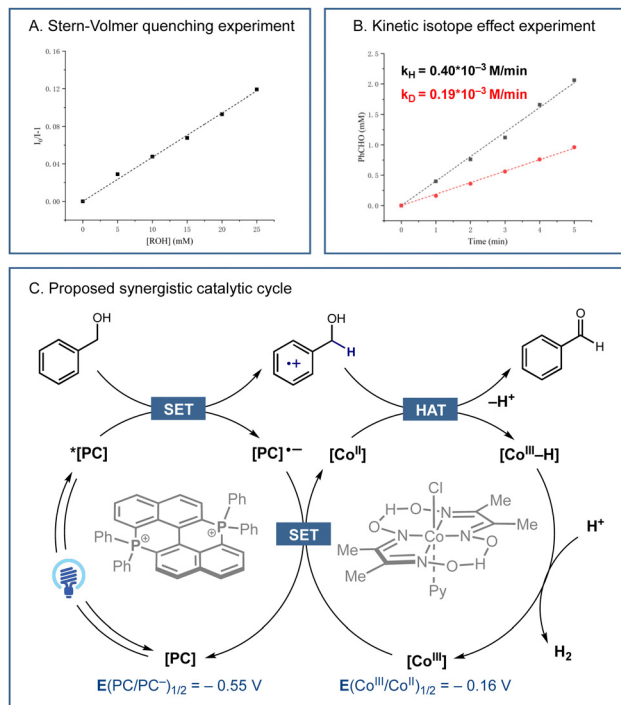 A. Stern-Volmer quenching experiment
I₀/I-1
0.16
0.12
0.08
0.04
0.00
0 5 10 15 20 25
[ROH] (mM)
B. Kinetic isotope effect experiment
k_H = 0.40*10⁻³ M/min
k_D = 0.19*10⁻³ M/min
PhCHO (mM)
2.5
2.0
1.5
1.0
0.5
0.0
0 1 2 3 4 5
Time (min)
C. Proposed synergistic catalytic cycle
OH
OH
H
•+
O
H
SET
HAT
–H⁺
*[PC]
[PC]•–
[Coᴵᴵ]
[Coᴵᴵᴵ–H]
Ph
Ph
P⊕
⊕P
Ph
Ph
SET
Cl
H O N Me
O Me
Co
Me N N O
Me N O H
Py
H⁺
H₂
[PC]
[Coᴵᴵᴵ]
E(PC/PC⁻)₁/₂ = – 0.55 V
E(Coᴵᴵᴵ/Coᴵᴵ)₁/₂ = – 0.16 V